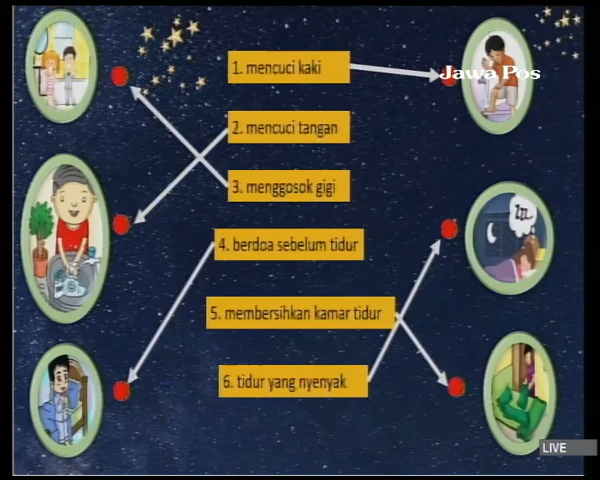 1. mencuci kaki
Jawa Pos
2. mencuci tangan
3. menggosok gigi
Zzz...
4. berdoa sebelum tidur
5. membersihkan kamar tidur
6. tidur yang nyenyak
LIVE